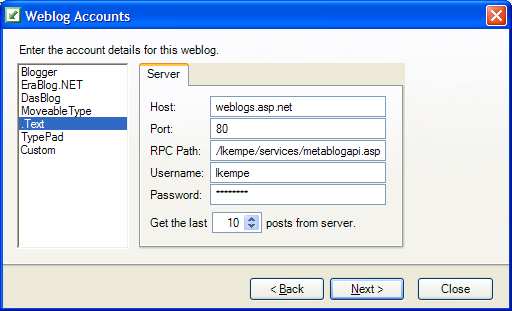 Weblog Accounts
Enter the account details for this weblog.
Blogger
EraBlog.NET
DasBlog
MoveableType
.Text
TypePad
Custom
Server
Host: weblogs.asp.net
Port: 80
RPC Path: /lkempe/services/metablogapi.asp
Username: lkempe
Password: ********
Get the last 10 posts from server.
< Back Next > Close